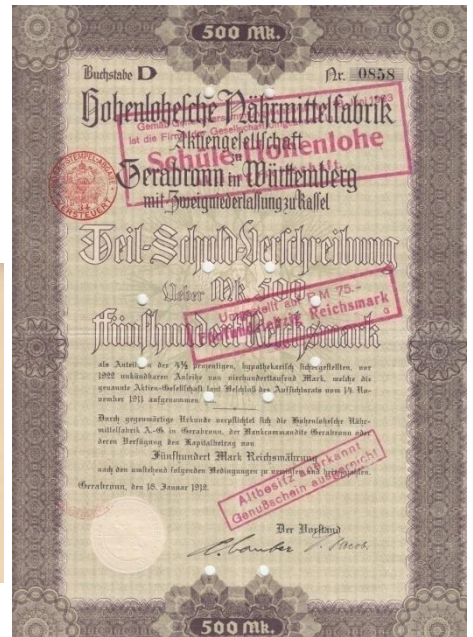 500 Mk.
Buchstabe D Nr. 0858
Hohenlohesche Nährmittelfabrik
Aktiengesellschaft
Schüle-Hohenlohe
Gerabronn in Württemberg
mit Zweigniederlassung zu Kassel
Teil-Schuld-Verschreibung
Ueber Mk. 500
Umgestellt auf RM 75.-
Reichsmark
fünfhundert Reichsmark
als Anteil an der 4½ prozentigen, hypothekarisch sichergestellten, vor
1922 unkündbaren Anleihe von vierhunderttausend Mark, welche die
genannte Aktien-Gesellschaft laut Beschluß des Aufsichtsrats vom 14. No-
vember 1911 aufgenommen
Durch gegenwärtige Urkunde verpflichtet sich die Hohenlohesche Nähr-
mittelfabrik A.-G. in Gerabronn, der Bankcommandite Gerabronn oder
deren Verfügung den Kapitalbetrag von
Fünfhundert Mark Reichswährung
nach den umstehend folgenden Bedingungen zu verzinsen und heimzuzahlen.
Altbesitz anerkannt
Genußschein ausgereicht
Gerabronn, den 18. Januar 1912.
Der Vorstand
500 Mk.